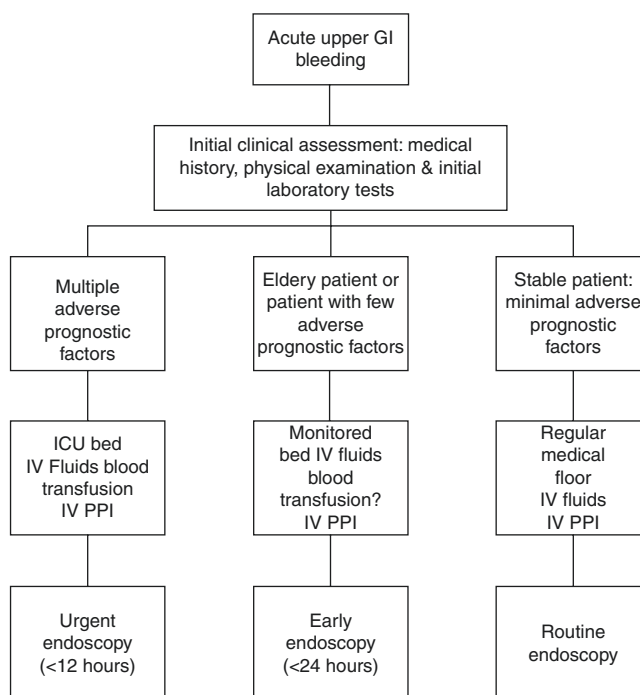 Acute upper GI
bleeding
Initial clinical assessment: medical
history, physical examination & initial
laboratory tests
Multiple
adverse
prognostic
factors
Eldery patient or
patient with few
adverse
prognostic factors
Stable patient:
minimal adverse
prognostic
factors
ICU bed
IV Fluids blood
transfusion
IV PPI
Monitored
bed IV fluids
blood
transfusion?
IV PPI
Regular
medical
floor
IV fluids
IV PPI
Urgent
endoscopy
(<12 hours)
Early
endoscopy
(<24 hours)
Routine
endoscopy